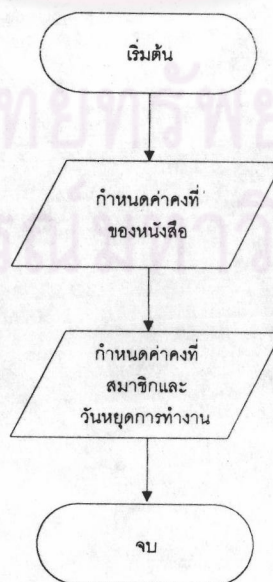 เริ่มต้น
กำหนดค่าคงที่
ของหนังสือ
กำหนดค่าคงที่
สมาชิกและ
วันหยุดการทำงาน
จบ